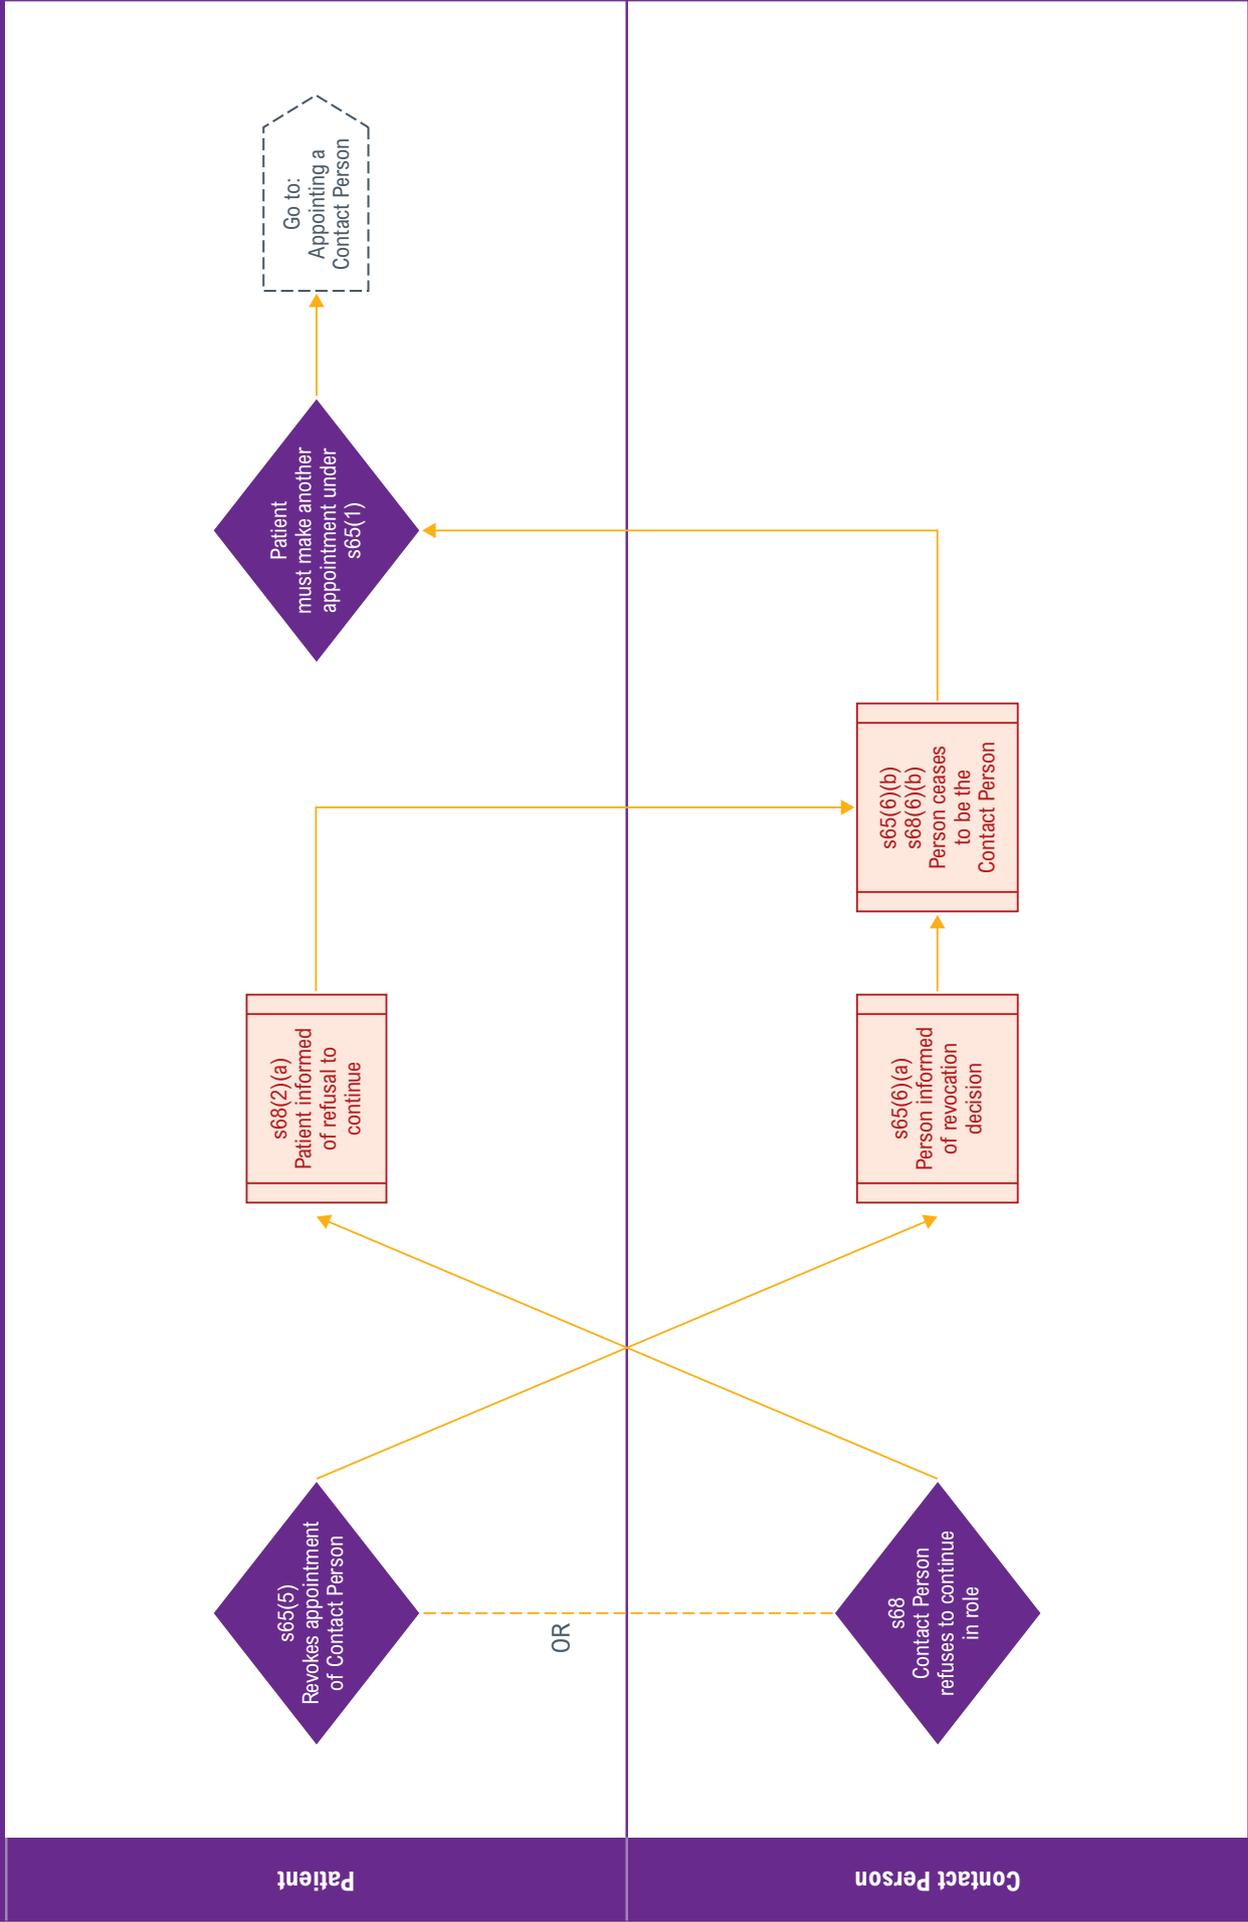 Patient
s65(5)
Revokes appointment
of Contact Person
OR
Contact Person
s68
Contact Person
refuses to continue
in role
s68(2)(a)
Patient informed
of refusal to
continue
s65(6)(a)
Person informed
of revocation
decision
s65(6)(b)
s68(6)(b)
Person ceases
to be the
Contact Person
Patient
must make another
appointment under
s65(1)
Go to:
Appointing a
Contact Person